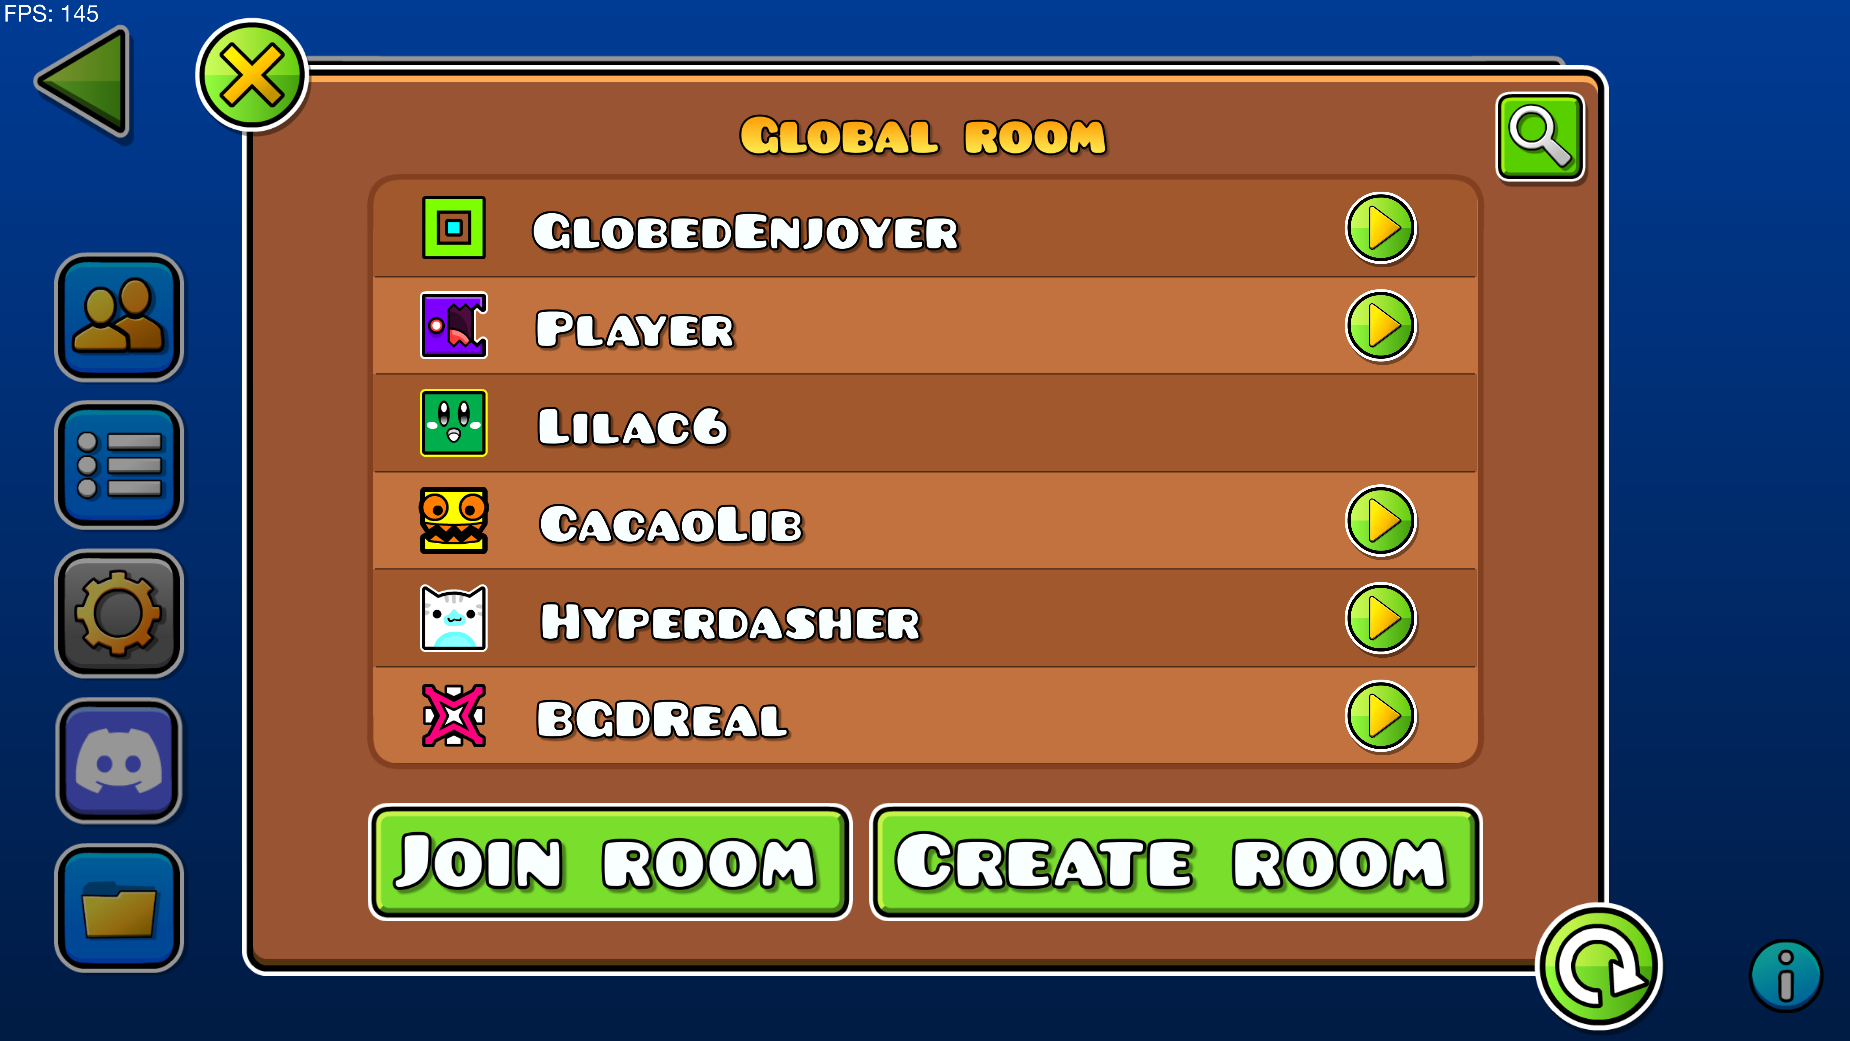 FPS: 145
Global room
GlobedEnjoyer
Player
Lilac6
CacaoLib
Hyperdasher
BGDReal
Join room
Create room